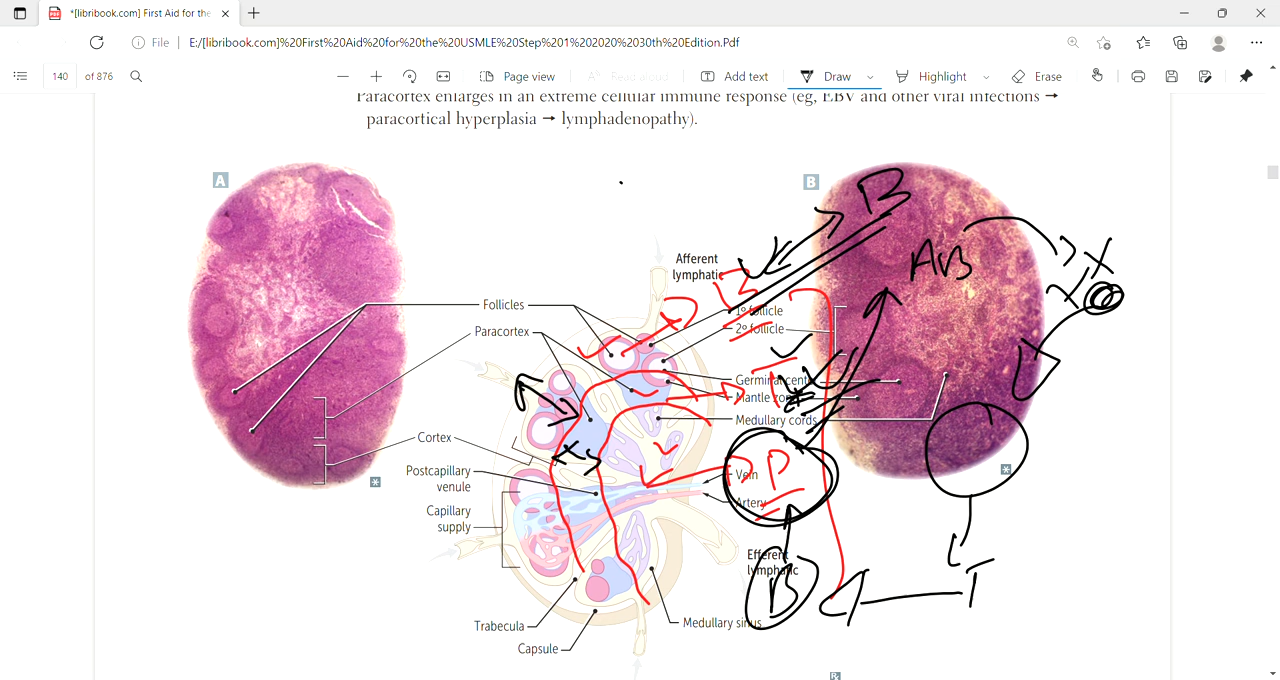 *[libribook.com] First Aid for the
File
E:/[libribook.com]%20First%20Aid%20for%20the%20USMLE%20Step%201%202020%2030th%20Edition.Pdf
140 of 876
Page view
Read aloud
Add text
Draw
Highlight
Erase
Paracortex enlarges in an extreme cellular immune response (eg, EBV and other viral infections →
paracortical hyperplasia → lymphadenopathy).
A
B
B
Afferent
lymphatic
B
AB
X
Follicles
1° follicle
2° follicle
Paracortex
T
Germinal center
Mantle zone
Medullary cords
Cortex
Postcapillary
venule
Vein
P
Artery
Capillary
supply
Efferent
lymphatic
B
T
Trabecula
Medullary sinus
Capsule